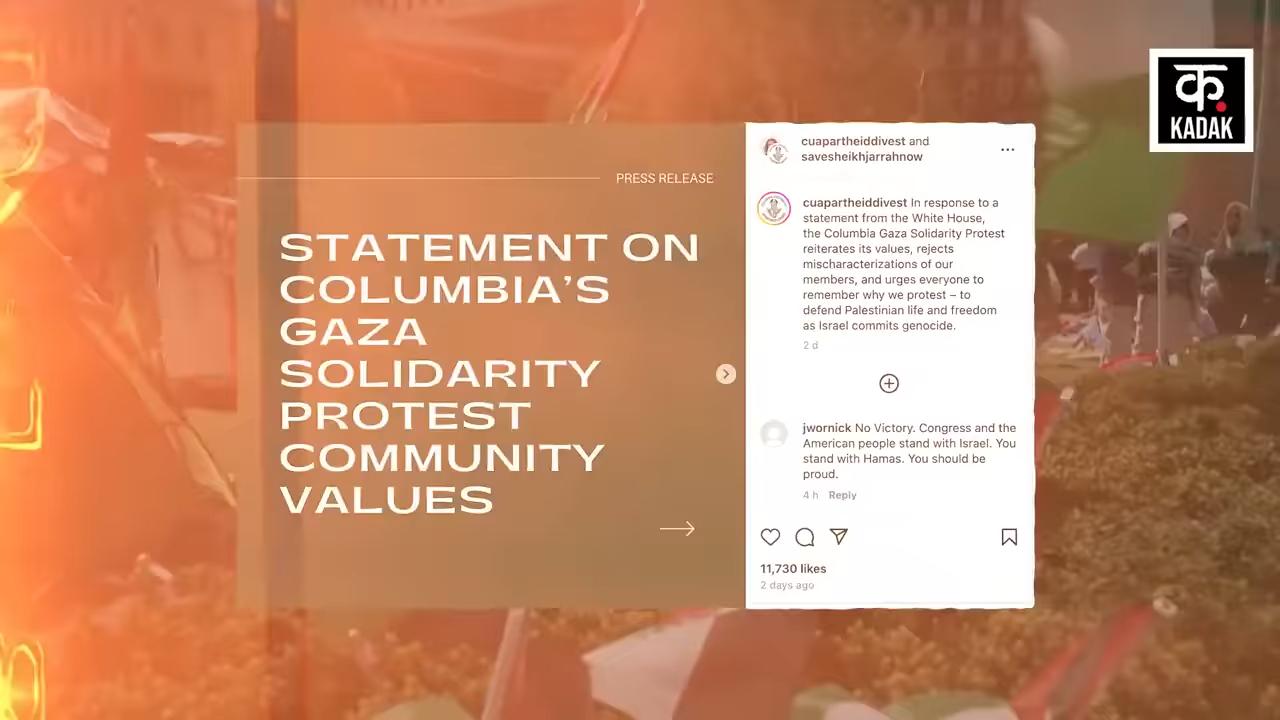 क.
KADAK
PRESS RELEASE
STATEMENT ON
COLUMBIA'S
GAZA
SOLIDARITY
PROTEST
COMMUNITY
VALUES
cuapartheiddivest and
savesheikhjarrahnow
cuapartheiddivest In response to a
statement from the White House,
the Columbia Gaza Solidarity Protest
reiterates its values, rejects
mischaracterizations of our
members, and urges everyone to
remember why we protest – to
defend Palestinian life and freedom
as Israel commits genocide.
2 d
jwornick No Victory. Congress and the
American people stand with Israel. You
stand with Hamas. You should be
proud.
4 h Reply
11,730 likes
2 days ago